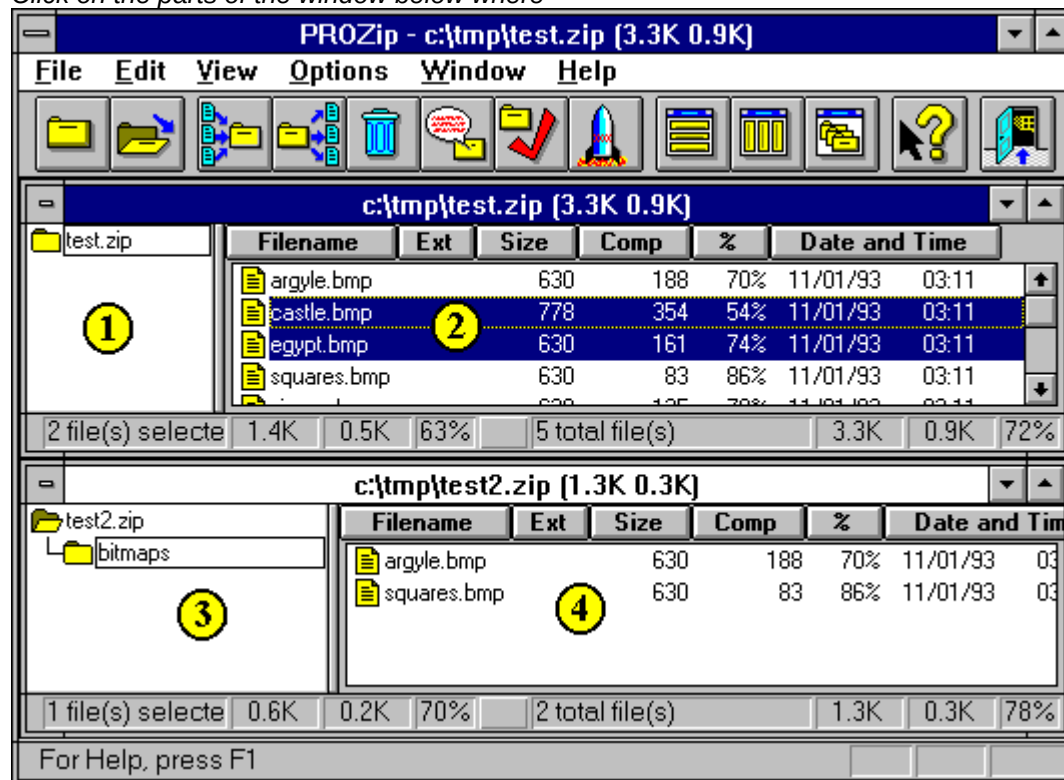 Click on the parts of the window below where
PROZip - c:\tmp\test.zip (3.3K 0.9K)
File Edit View Options Window Help
c:\tmp\test.zip (3.3K 0.9K)
test.zip Filename Ext Size Comp % Date and Time
argyle.bmp 630 188 70% 11/01/93 03:11
1 castle.bmp 2 778 354 54% 11/01/93 03:11
egypt.bmp 630 161 74% 11/01/93 03:11
squares.bmp 630 83 86% 11/01/93 03:11
2 file(s) selecte 1.4K 0.5K 63% 5 total file(s) 3.3K 0.9K 72%
c:\tmp\test2.zip (1.3K 0.3K)
test2.zip Filename Ext Size Comp % Date and Tim
bitmaps argyle.bmp 630 188 70% 11/01/93 03
squares.bmp 630 83 86% 11/01/93 03
3 4
1 file(s) selecte 0.6K 0.2K 70% 2 total file(s) 1.3K 0.3K 78%
For Help, press F1